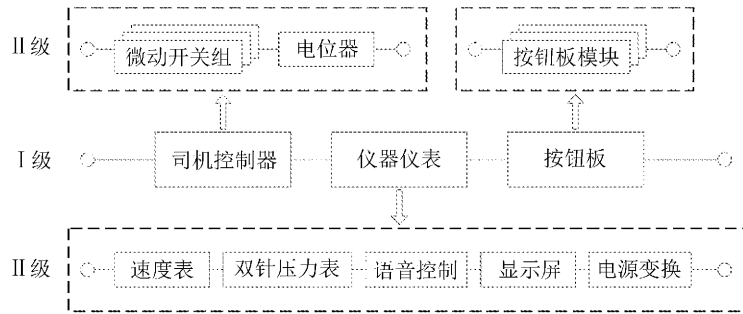 II级
微动开关组
电位器
按钮板模块
I级
司机控制器
仪器仪表
按钮板
II级
速度表
双针压力表
语音控制
显示屏
电源变换